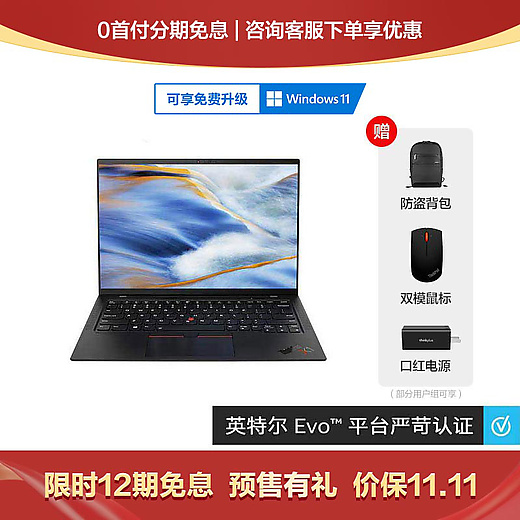 0首付分期免息 | 咨询客服下单享优惠
可享免费升级 Windows 11
赠
防盗背包
双模鼠标
thinkplus
口红电源
(部分用户组可享)
英特尔 Evo™ 平台严苛认证
限时12期免息 预售有礼 价保11.11